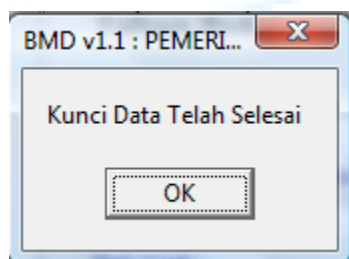 BMD v1.1 : PEMERI...
Kunci Data Telah Selesai
OK